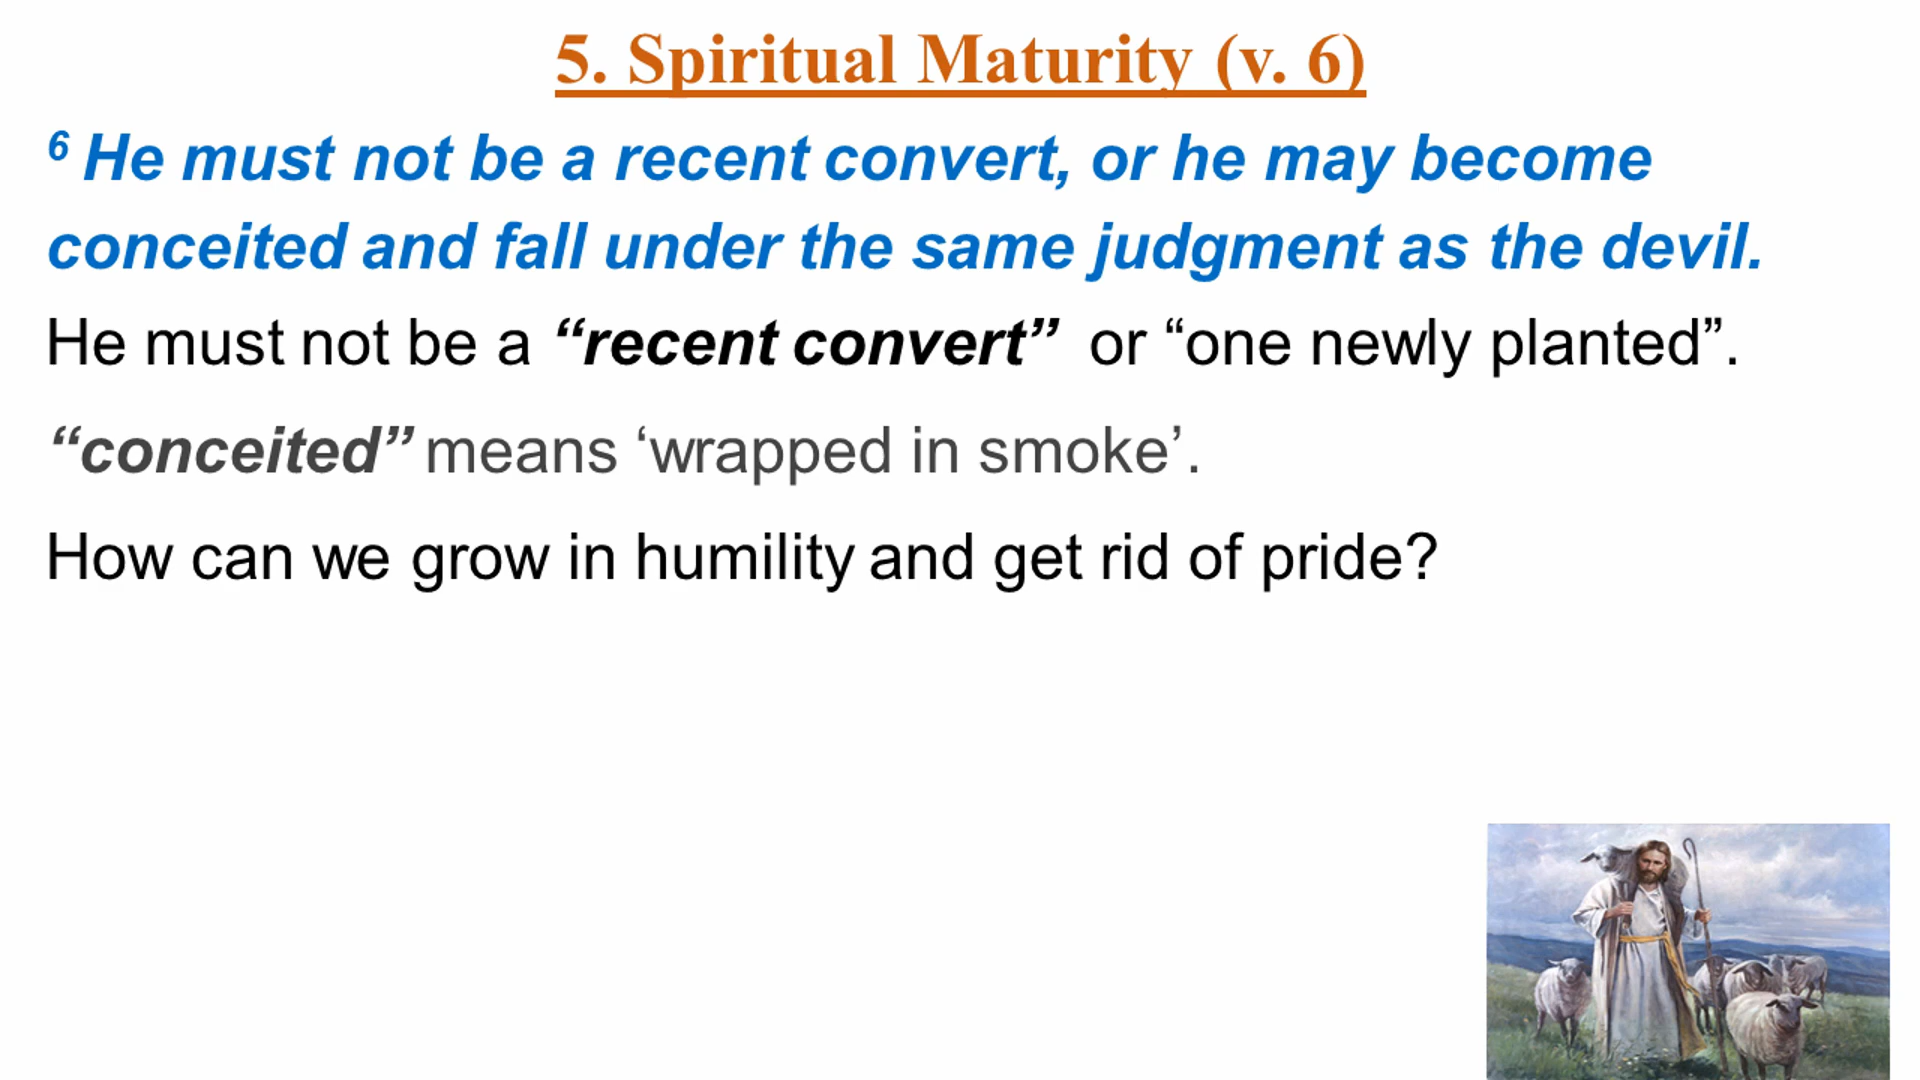 5. Spiritual Maturity (v. 6)
6 He must not be a recent convert, or he may become
conceited and fall under the same judgment as the devil.
He must not be a “recent convert” or “one newly planted”.
“conceited” means ‘wrapped in smoke’.
How can we grow in humility and get rid of pride?